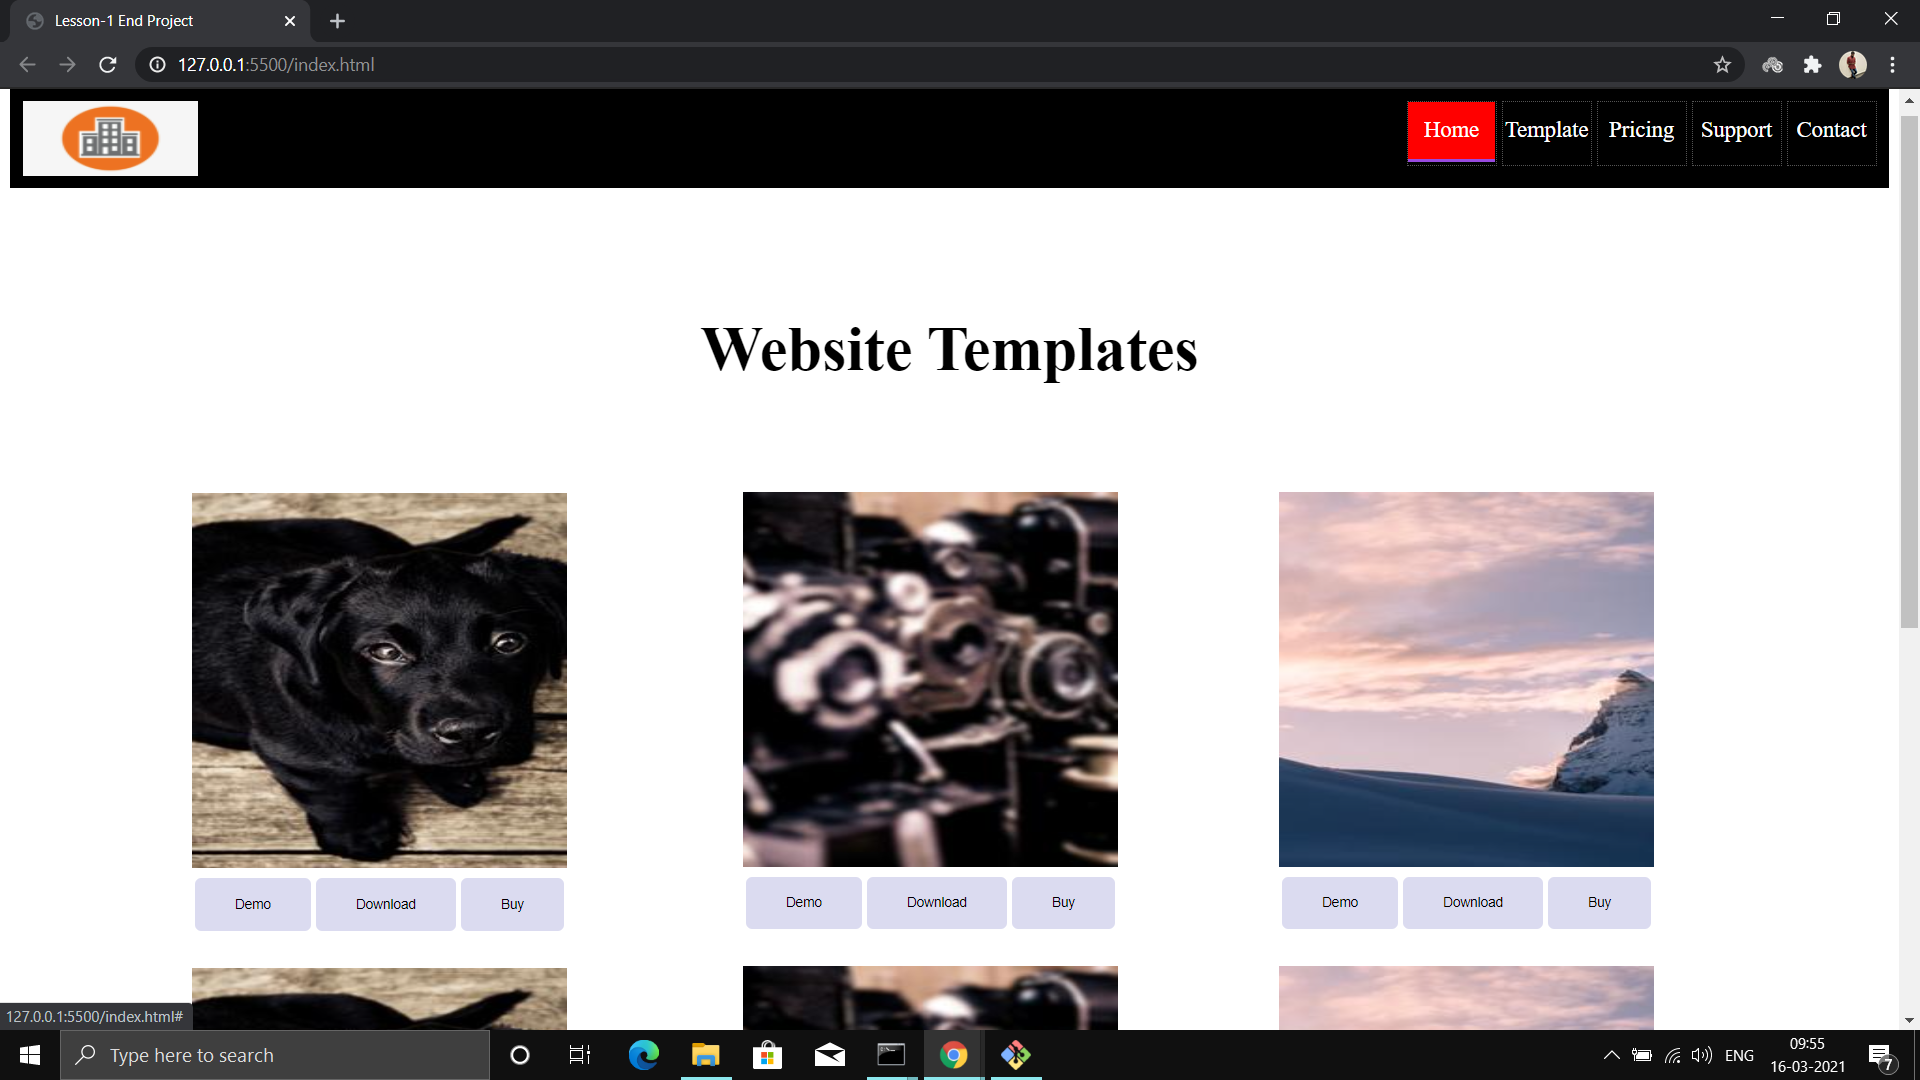 Lesson-1 End Project
127.0.0.1:5500/index.html
Home Template Pricing Support Contact
Website Templates
Demo Download Buy
Demo Download Buy
Demo Download Buy
127.0.0.1:5500/index.html#
Type here to search
ENG
09:55
16-03-2021
7